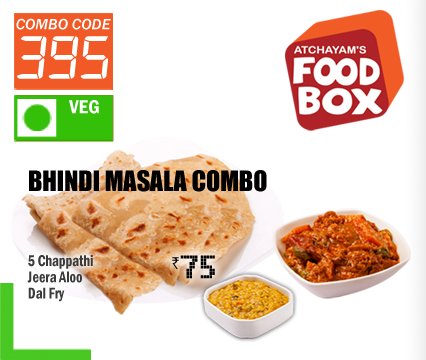 COMBO CODE
395
VEG
ATCHAYAM'S
FOOD
BOX
BHINDI MASALA COMBO
5 Chappathi
Jeera Aloo
Dal Fry
₹75